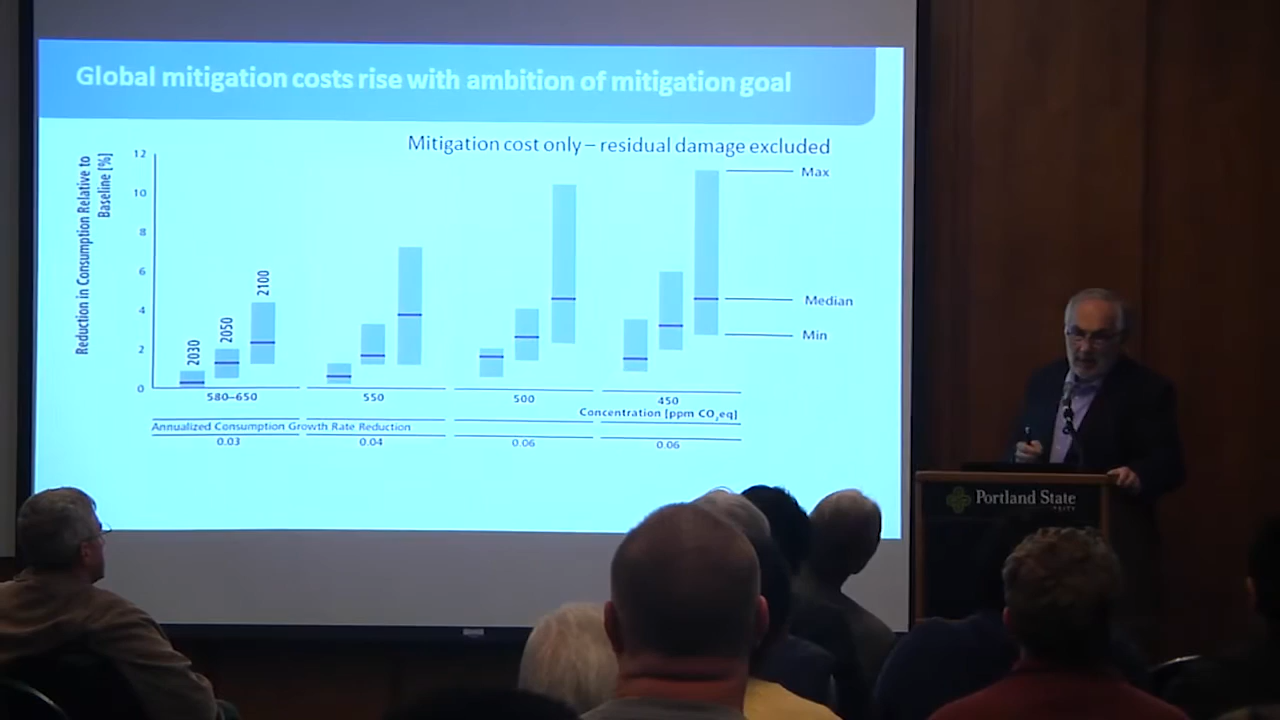 Global mitigation costs rise with ambition of mitigation goal
Mitigation cost only – residual damage excluded
Reduction in Consumption Relative to
Baseline [%]
12
10
8
6
4
2
0
2030
2050
2100
Max
Median
Min
580–650
550
500
450
Concentration [ppm CO₂eq]
Annualized Consumption Growth Rate Reduction
0.03
0.04
0.06
0.06
Portland State